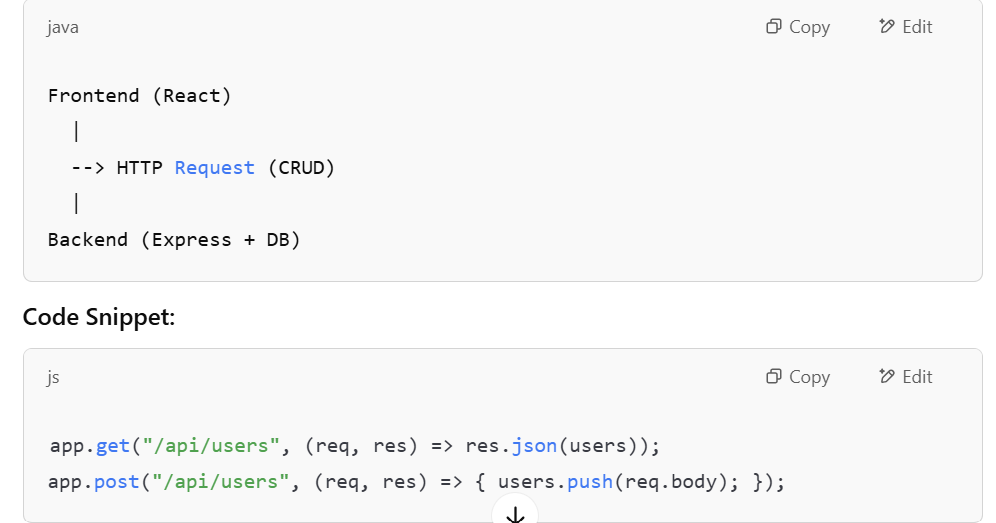 java
Copy
Edit
Frontend (React)
|
--> HTTP Request (CRUD)
|
Backend (Express + DB)
Code Snippet:
js
Copy
Edit
app.get("/api/users", (req, res) => res.json(users));
app.post("/api/users", (req, res) => { users.push(req.body); });